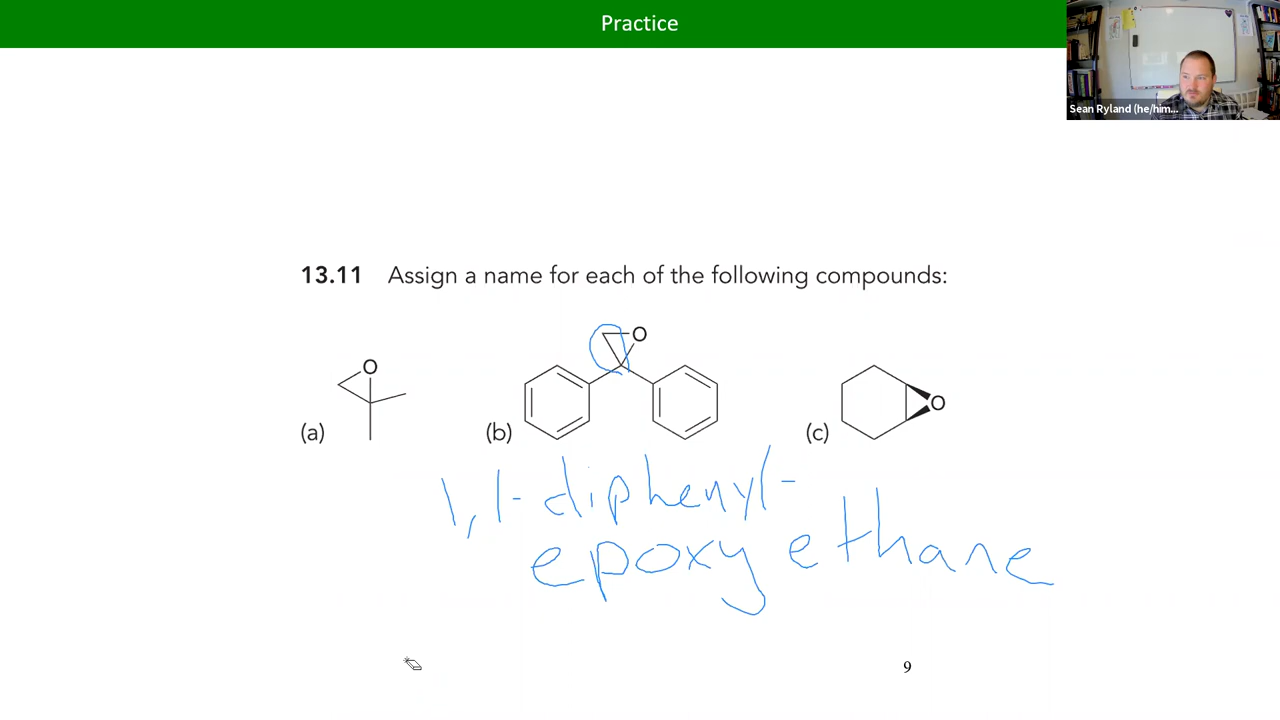 Practice
Sean Ryland (he/him...
13.11 Assign a name for each of the following compounds:
O
O
O
(a)
(b)
(c)
1,1-diphenyl-
epoxyethane
9